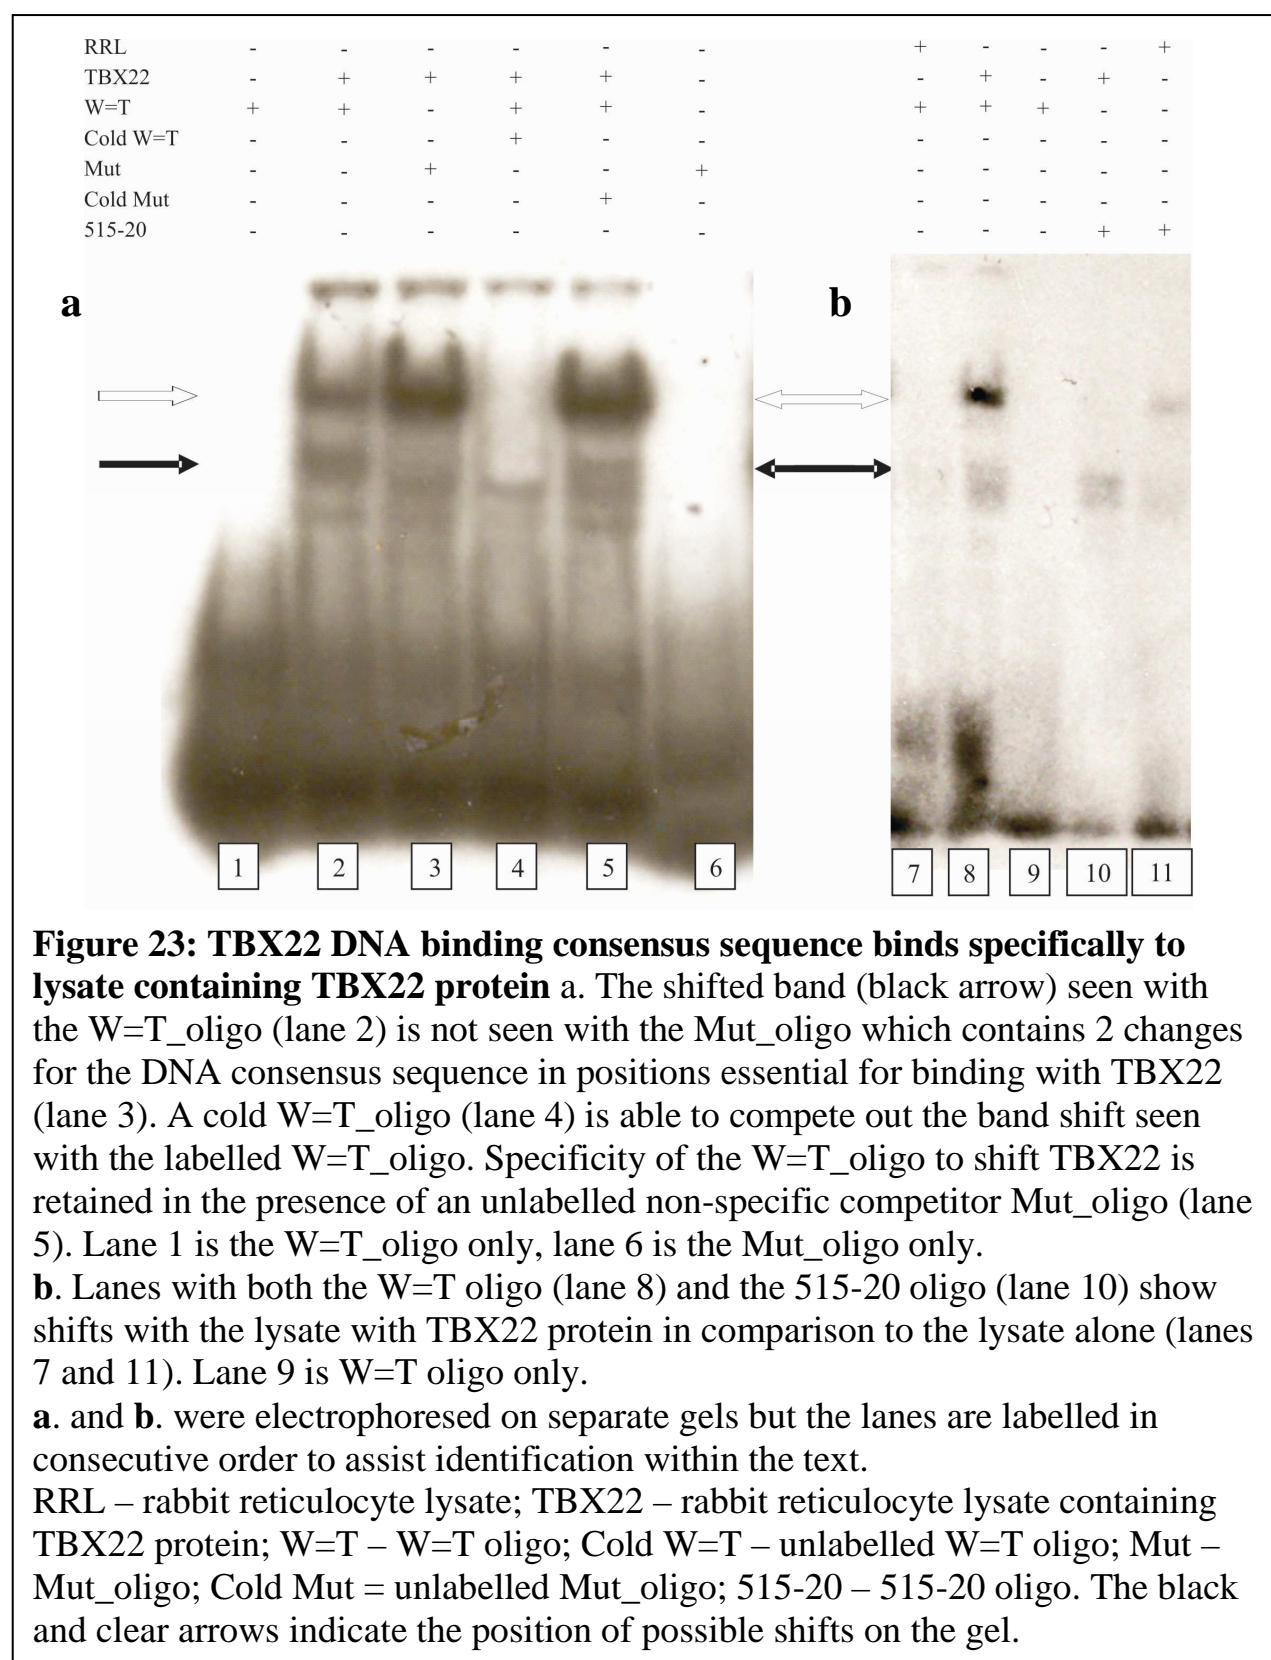 RRL - - - - - - + - - - +
TBX22 - + + + + - - + - + -
W=T + + - + + - + + + - -
Cold W=T - - - + - - - - - - -
Mut - - + - - + - - - - -
Cold Mut - - - - + - - - - - -
515-20 - - - - - - - - - + +
a b
1 2 3 4 5 6 7 8 9 10 11
Figure 23: TBX22 DNA binding consensus sequence binds specifically to
lysate containing TBX22 protein a. The shifted band (black arrow) seen with
the W=T_oligo (lane 2) is not seen with the Mut_oligo which contains 2 changes
for the DNA consensus sequence in positions essential for binding with TBX22
(lane 3). A cold W=T_oligo (lane 4) is able to compete out the band shift seen
with the labelled W=T_oligo. Specificity of the W=T_oligo to shift TBX22 is
retained in the presence of an unlabelled non-specific competitor Mut_oligo (lane
5). Lane 1 is the W=T_oligo only, lane 6 is the Mut_oligo only.
b. Lanes with both the W=T oligo (lane 8) and the 515-20 oligo (lane 10) show
shifts with the lysate with TBX22 protein in comparison to the lysate alone (lanes
7 and 11). Lane 9 is W=T oligo only.
a. and b. were electrophoresed on separate gels but the lanes are labelled in
consecutive order to assist identification within the text.
RRL – rabbit reticulocyte lysate; TBX22 – rabbit reticulocyte lysate containing
TBX22 protein; W=T – W=T oligo; Cold W=T – unlabelled W=T oligo; Mut –
Mut_oligo; Cold Mut = unlabelled Mut_oligo; 515-20 – 515-20 oligo. The black
and clear arrows indicate the position of possible shifts on the gel.